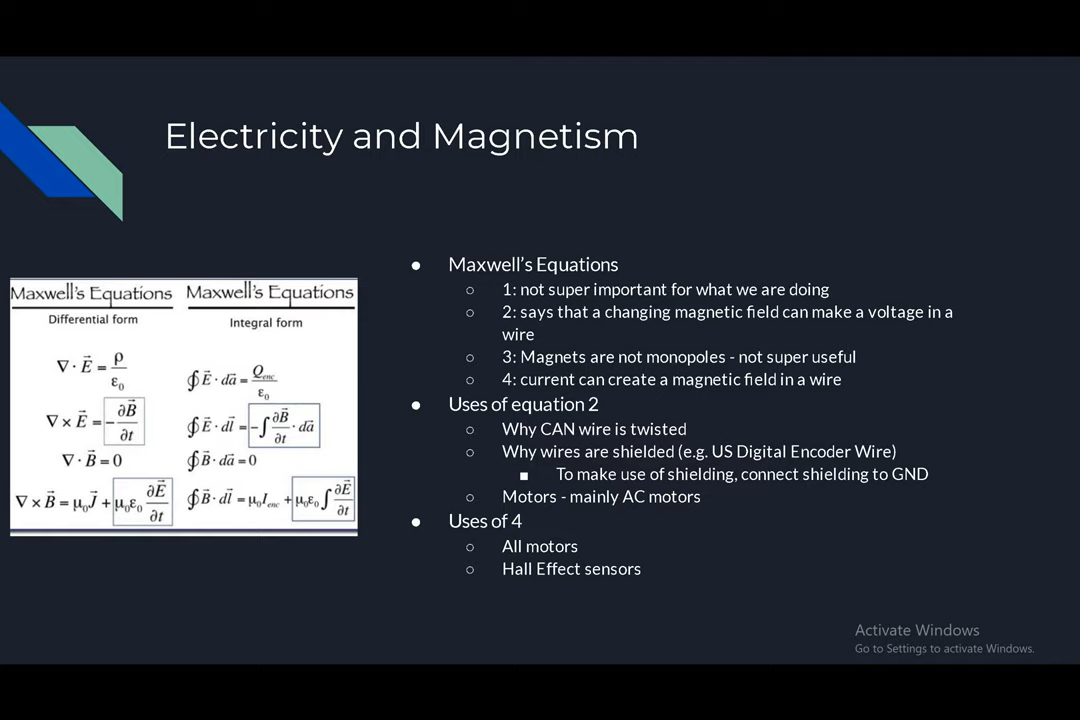 Electricity and Magnetism
Maxwell's Equations
Differential form
∇ · E⃗ = ρ/ε₀
∇ × E⃗ = -∂B⃗/∂t
∇ · B⃗ = 0
∇ × B⃗ = μ₀J⃗ + μ₀ε₀ ∂E⃗/∂t
Maxwell's Equations
Integral form
∮E⃗ · da⃗ = Qenc/ε₀
∮E⃗ · dl⃗ = -∫∂B⃗/∂t · da⃗
∮B⃗ · da⃗ = 0
∮B⃗ · dl⃗ = μ₀Ienc + μ₀ε₀∫∂E⃗/∂t
● Maxwell's Equations
○ 1: not super important for what we are doing
○ 2: says that a changing magnetic field can make a voltage in a
wire
○ 3: Magnets are not monopoles - not super useful
○ 4: current can create a magnetic field in a wire
● Uses of equation 2
○ Why CAN wire is twisted
○ Why wires are shielded (e.g. US Digital Encoder Wire)
■ To make use of shielding, connect shielding to GND
○ Motors - mainly AC motors
● Uses of 4
○ All motors
○ Hall Effect sensors
Activate Windows
Go to Settings to activate Windows.